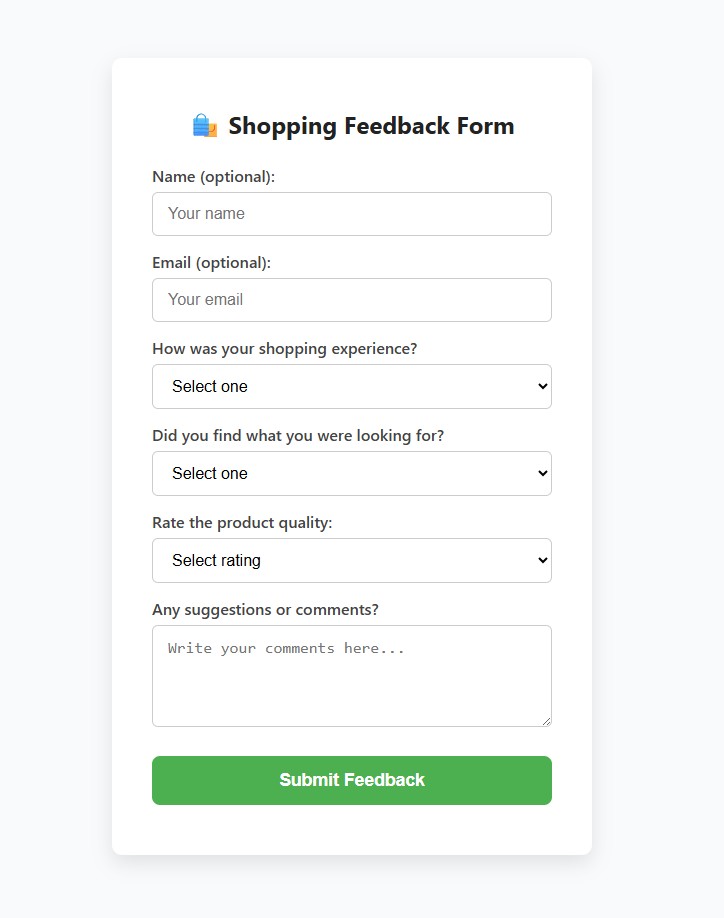 Shopping Feedback Form
Name (optional):
Your name
Email (optional):
Your email
How was your shopping experience?
Select one
Did you find what you were looking for?
Select one
Rate the product quality:
Select rating
Any suggestions or comments?
Write your comments here...
Submit Feedback